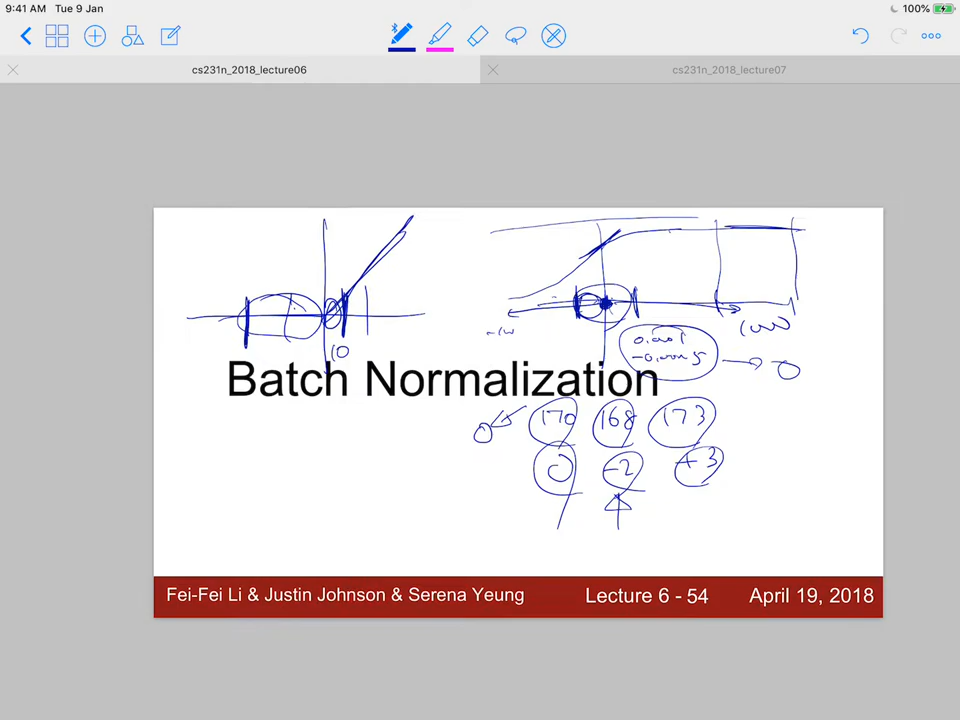 9:41 AM Tue 9 Jan
100%
cs231n_2018_lecture06
cs231n_2018_lecture07
10
0
Batch Normalization
0 170 168 173
0 -2 +3
Fei-Fei Li & Justin Johnson & Serena Yeung
Lecture 6 - 54
April 19, 2018